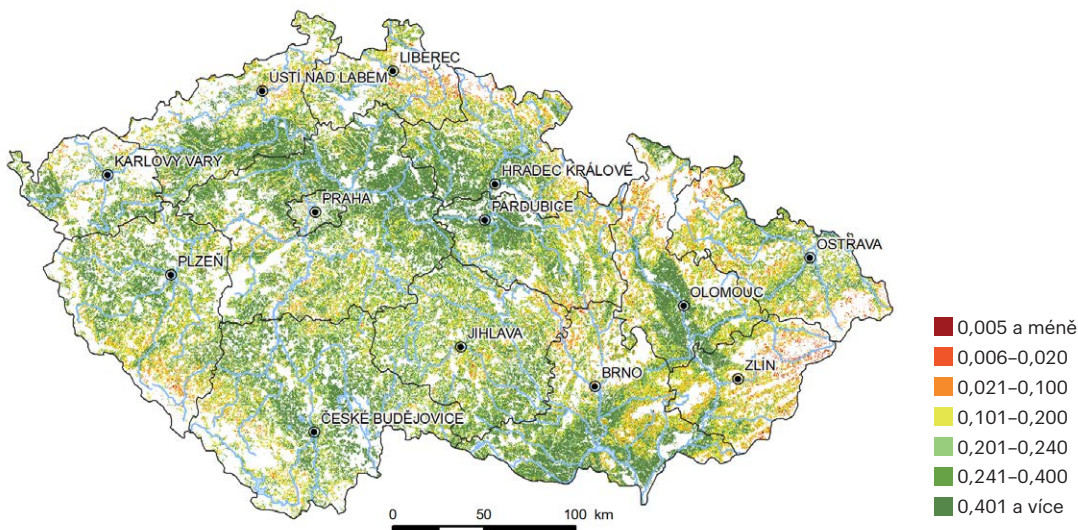 LIBEREC
ÚSTÍ NAD LABEM
KARLOVY VARY
HRADEC KRÁLOVÉ
PRAHA
PARDUBICE
OSTRAVA
PLZEŇ
OLOMOUC
JIHLAVA
BRNO
ZLÍN
ČESKÉ BUDĚJOVICE
0 50 100 km
0,005 a méně
0,006–0,020
0,021–0,100
0,101–0,200
0,201–0,240
0,241–0,400
0,401 a více